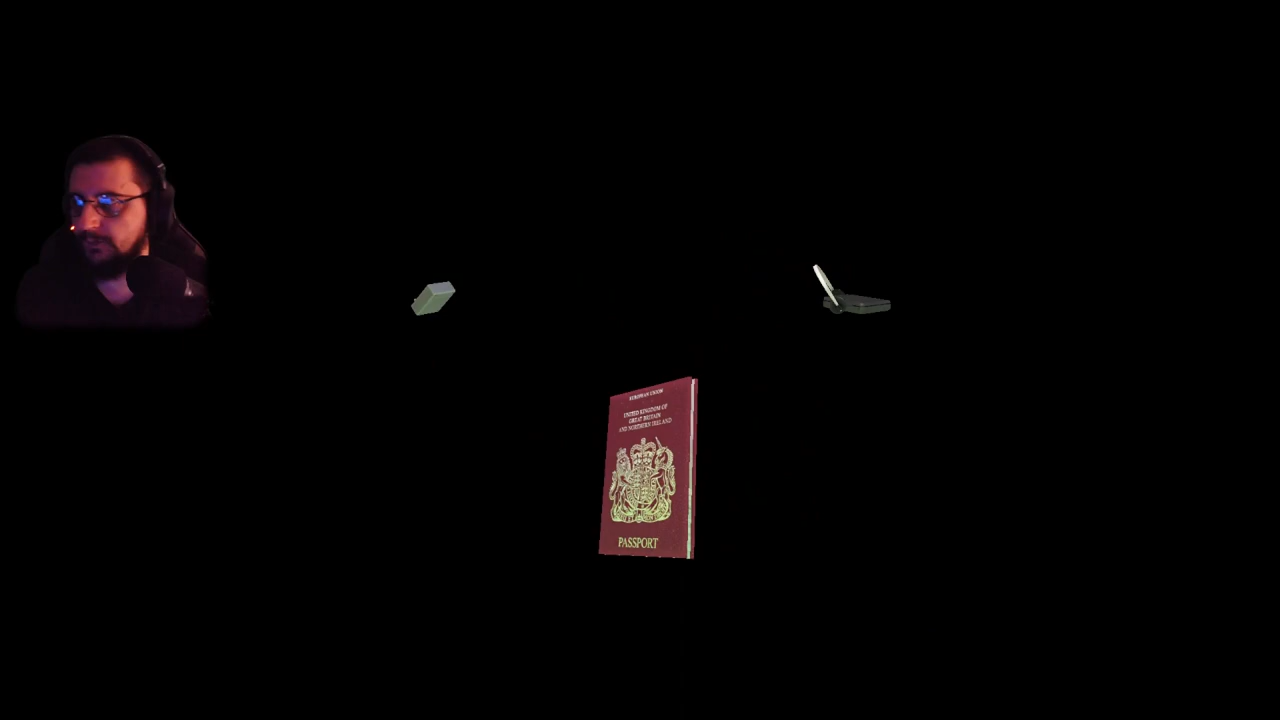 EUROPEAN UNION
UNITED KINGDOM OF
GREAT BRITAIN
AND NORTHERN IRELAND
PASSPORT